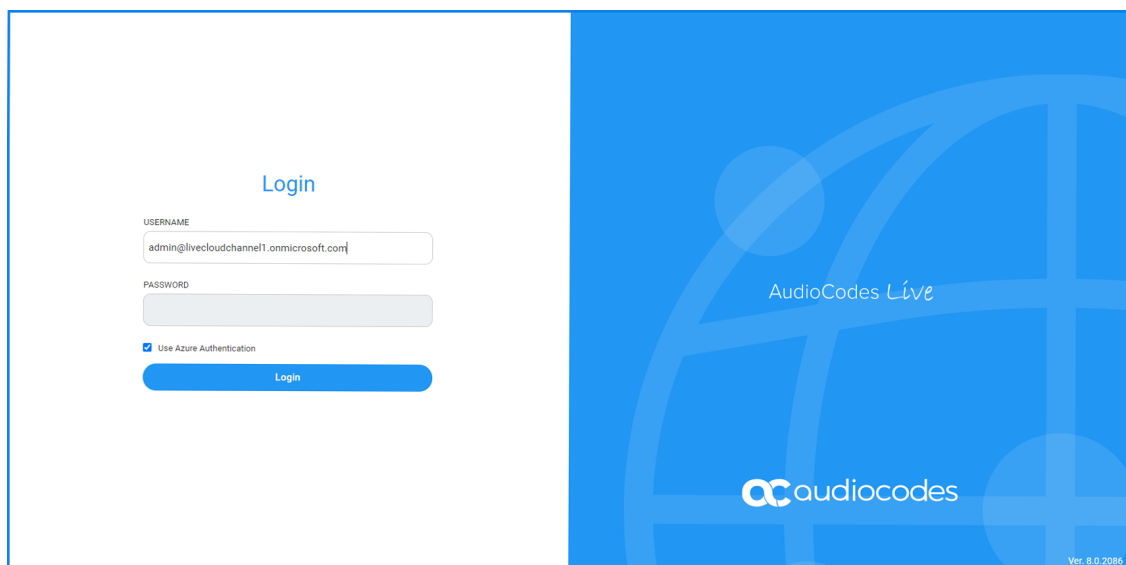 Login
USERNAME
admin@livecloudchannel1.onmicrosoft.com
PASSWORD
Use Azure Authentication
Login
AudioCodes Live
audiocodes
Ver. 8.0.2086